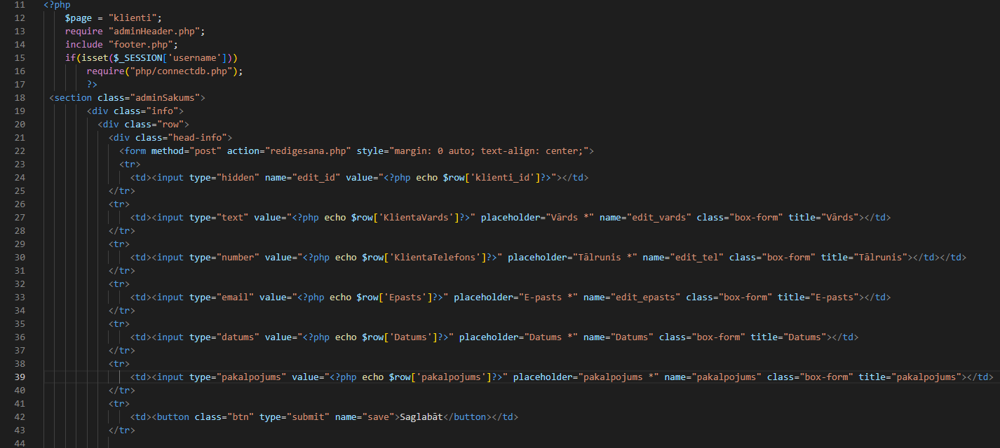 11 <?php
12 $page = "klienti";
13 require "adminHeader.php";
14 include "footer.php";
15 if(isset($_SESSION['username']))
16 require("php/connectdb.php");
17 ?>
18 <section class="adminSakums">
19 <div class="info">
20 <div class="row">
21 <div class="head-info">
22 <form method="post" action="redigesana.php" style="margin: 0 auto; text-align: center;">
23 <tr>
24 <td><input type="hidden" name="edit_id" value="<?php echo $row['klienti_id']?>"></td>
25 </tr>
26 <tr>
27 <td><input type="text" value="<?php echo $row['KlientaVards']?>" placeholder="Vārds *" name="edit_vards" class="box-form" title="Vārds"></td>
28 </tr>
29 <tr>
30 <td><input type="number" value="<?php echo $row['KlientaTelefons']?>" placeholder="Tālrunis *" name="edit_tel" class="box-form" title="Tālrunis"></td></td>
31 </tr>
32 <tr>
33 <td><input type="email" value="<?php echo $row['Epasts']?>" placeholder="E-pasts *" name="edit_epasts" class="box-form" title="E-pasts"></td>
34 </tr>
35 <tr>
36 <td><input type="datums" value="<?php echo $row['Datums']?>" placeholder="Datums *" name="Datums" class="box-form" title="Datums"></td>
37 </tr>
38 <tr>
39 <td><input type="pakalpojums" value="<?php echo $row['pakalpojums']?>" placeholder="pakalpojums *" name="pakalpojums" class="box-form" title="pakalpojums"></td>
40 </tr>
41 <tr>
42 <td><button class="btn" type="submit" name="save">Saglabāt</button></td>
43 </tr>
44